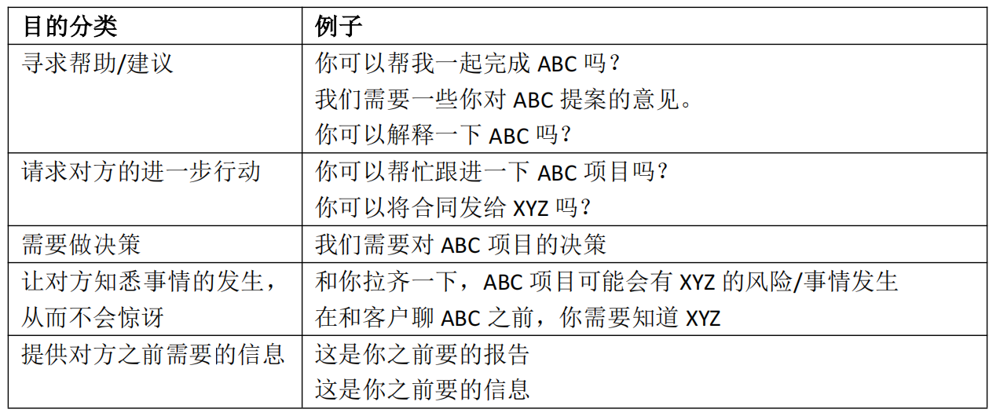 目的分类 例子
寻求帮助/建议 你可以帮我一起完成 ABC 吗？
我们需要一些你对 ABC 提案的意见。
你可以解释一下 ABC 吗？
请求对方的进一步行动 你可以帮忙跟进一下 ABC 项目吗？
你可以将合同发给 XYZ 吗？
需要做决策 我们需要对 ABC 项目的决策
让对方知悉事情的发生， 和你拉齐一下，ABC 项目可能会有 XYZ 的风险/事情发生
从而不会惊讶 在和客户聊 ABC 之前，你需要知道 XYZ
提供对方之前需要的信息 这是你之前要的报告
这是你之前要的信息